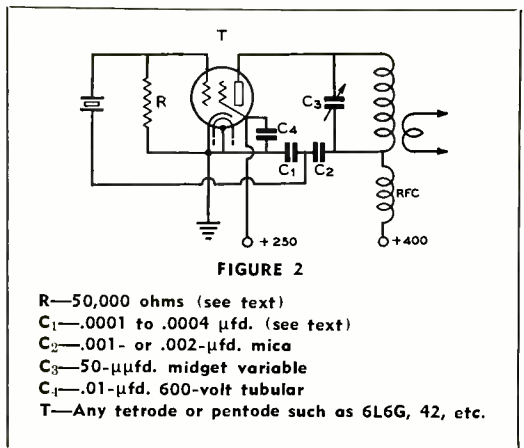 T
R
C3
C4
C1 C2
RFC
+250
+400
FIGURE 2
R—50,000 ohms (see text)
C1—.0001 to .0004 µfd. (see text)
C2—.001- or .002-µfd. mica
C3—50-µµfd. midget variable
C4—.01-µfd. 600-volt tubular
T—Any tetrode or pentode such as 6L6G, 42, etc.